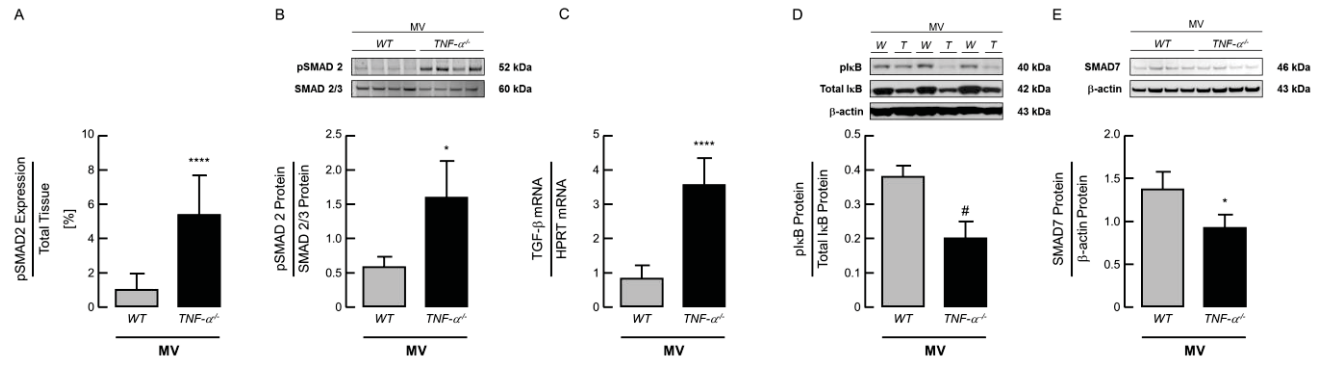 A
pSMAD2 Expression
Total Tissue
[%]
10
8
6
4
2
0
****
WT
TNF-α-/-
MV
B
MV
WT
TNF-α-/-
pSMAD 2
52 kDa
SMAD 2/3
60 kDa
pSMAD 2 Protein
SMAD 2/3 Protein
2.5
2.0
1.5
1.0
0.5
0.0
*
WT
TNF-α-/-
MV
C
TGF-β mRNA
HPRT mRNA
5
4
3
2
1
0
****
WT
TNF-α-/-
MV
D
MV
W T W T W T
pIκB
40 kDa
Total IκB
42 kDa
β-actin
43 kDa
pIκB Protein
Total IκB Protein
0.4
0.3
0.2
0.1
0.0
#
WT
TNF-α-/-
MV
E
MV
WT
TNF-α-/-
SMAD7
46 kDa
β-actin
43 kDa
SMAD7 Protein
β-actin Protein
2.0
1.5
1.0
0.5
0.0
*
WT
TNF-α-/-
MV